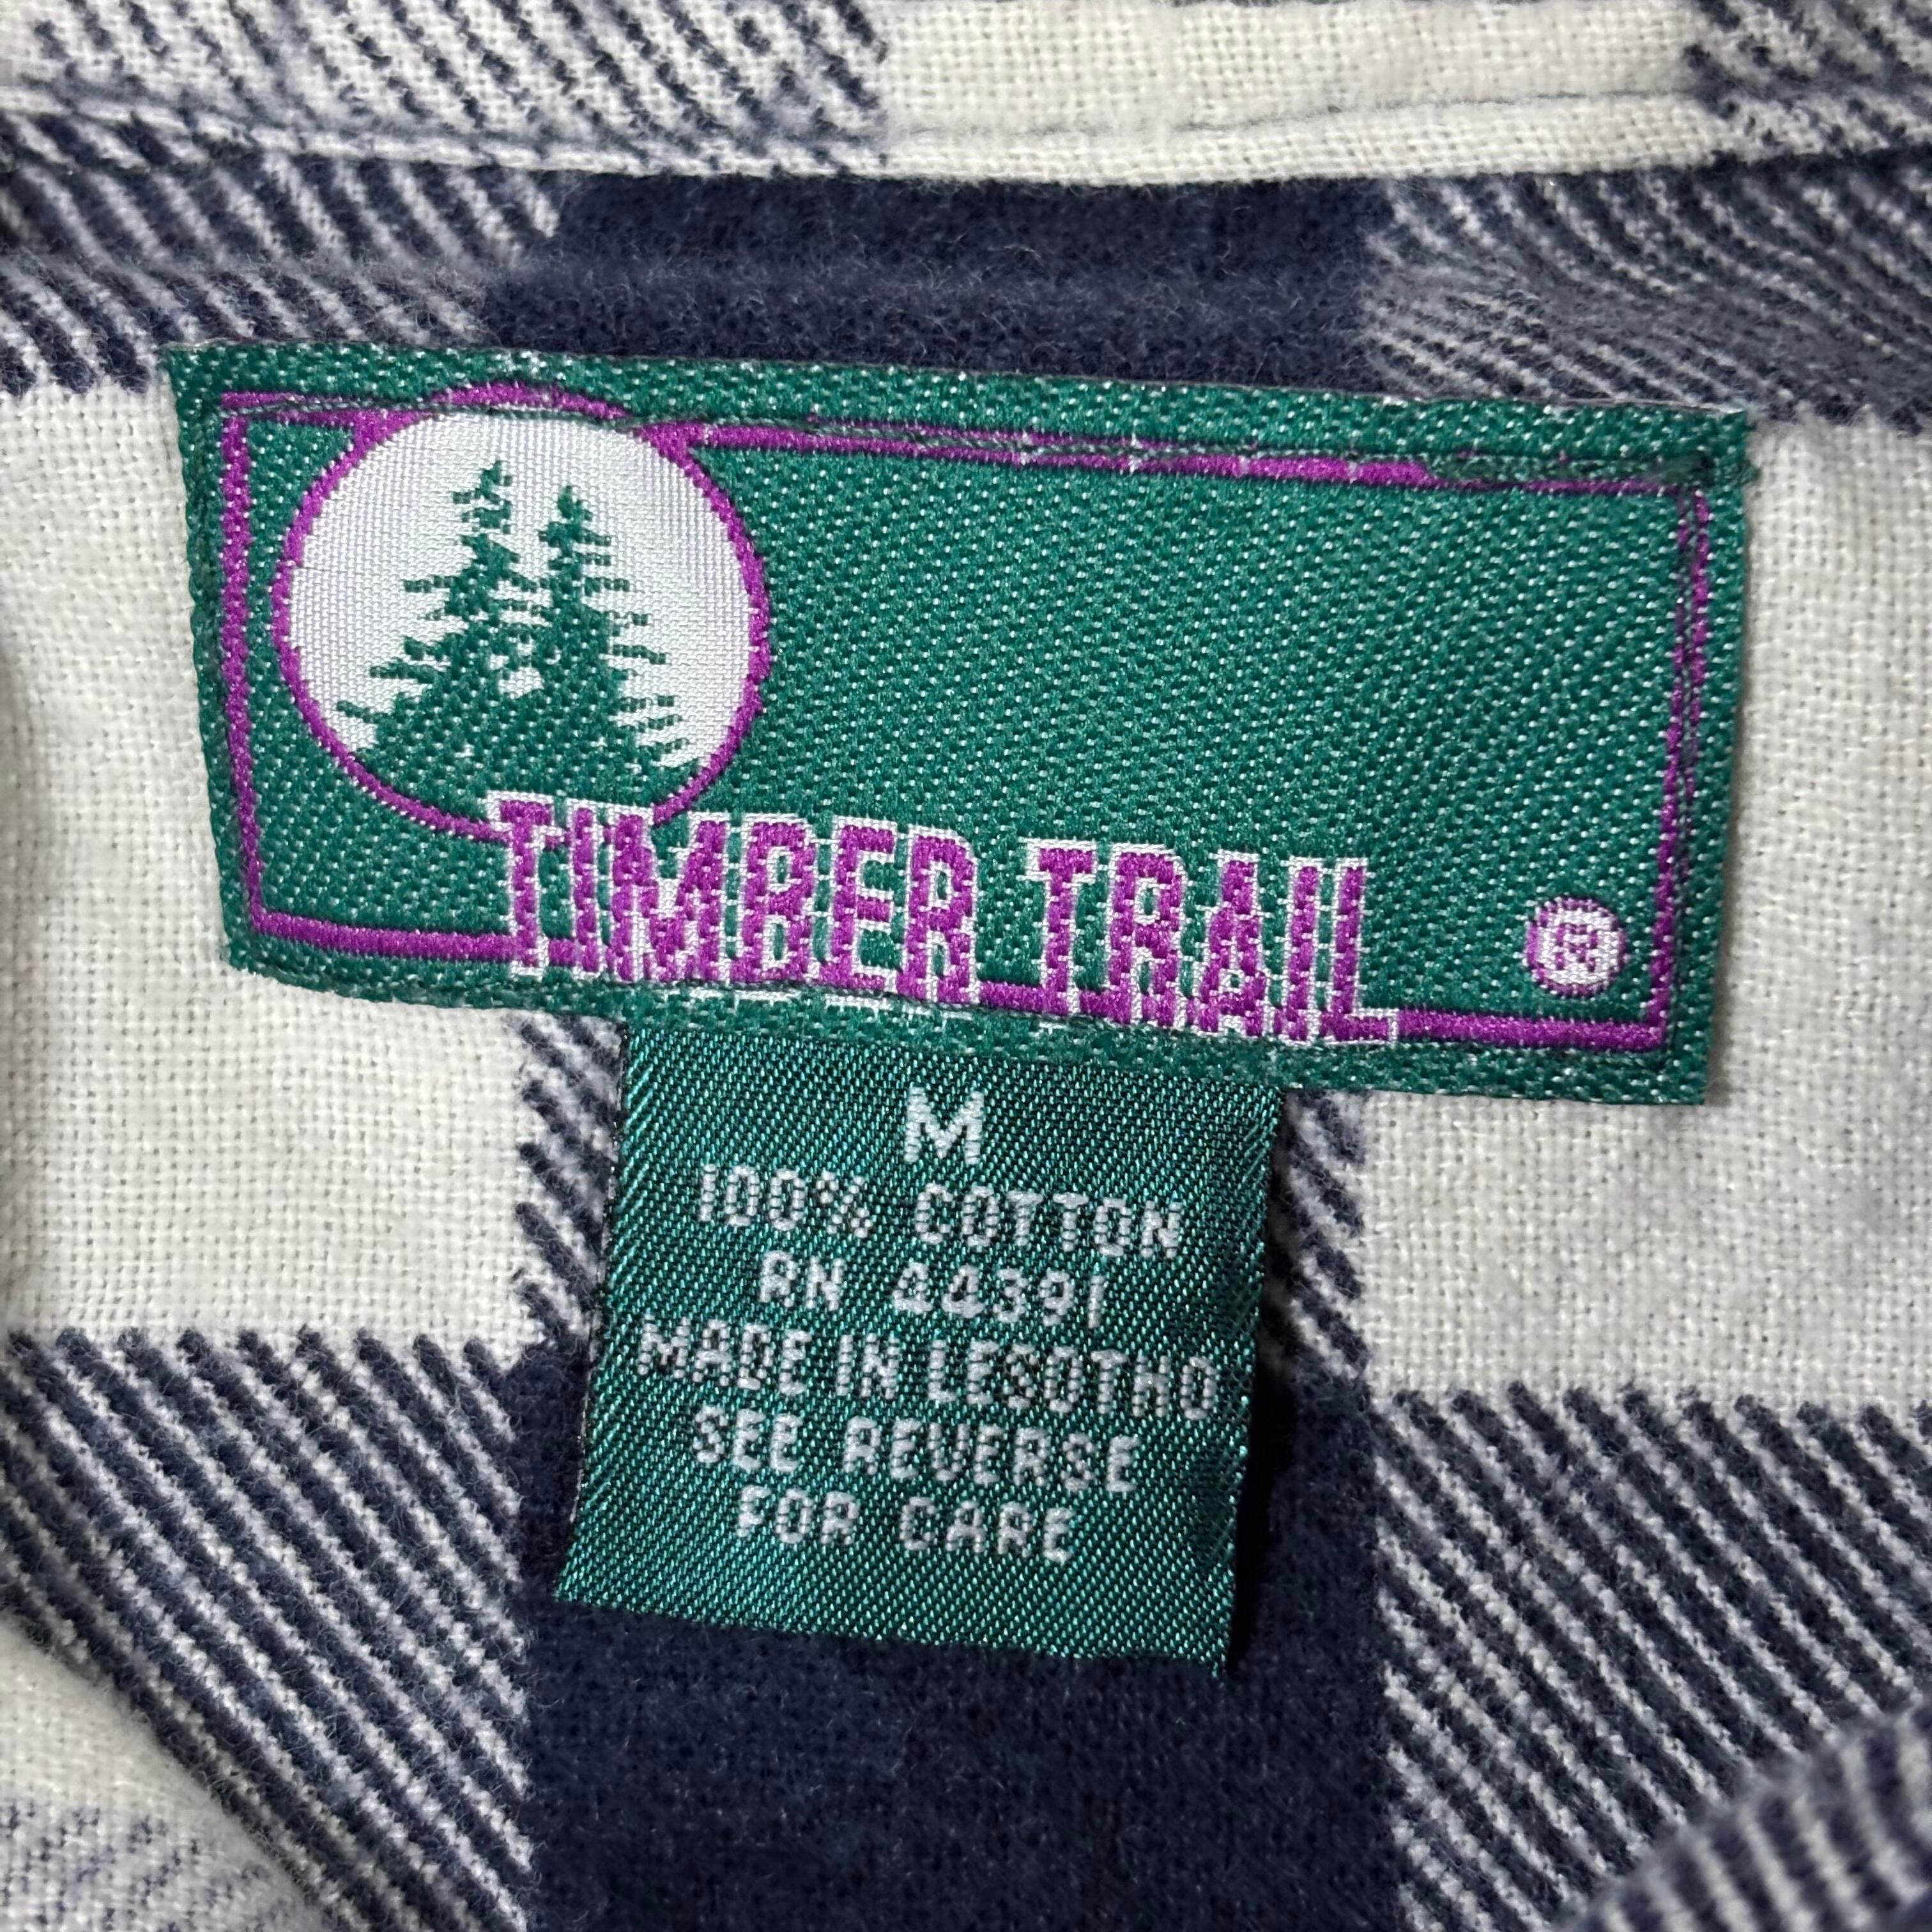 TIMBER TRAIL ®
M
100% COTTON
RN 44391
MADE IN LESOTHO
SEE REVERSE
FOR CARE